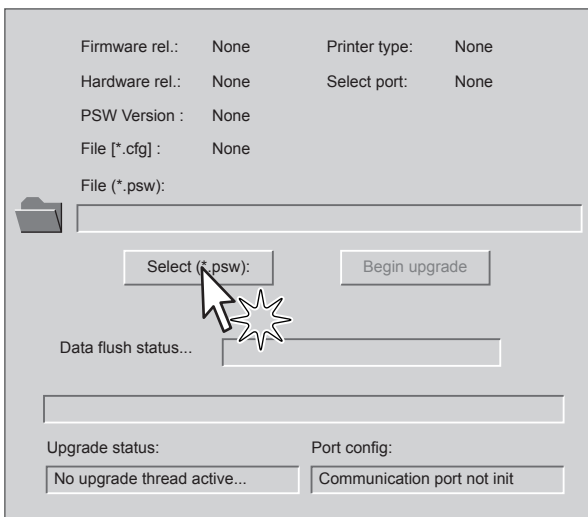 Firmware rel.: None Printer type: None
Hardware rel.: None Select port: None
PSW Version : None
File [*.cfg] : None
File (*.psw):
Select (*.psw): Begin upgrade
Data flush status...
Upgrade status: Port config:
No upgrade thread active... Communication port not init